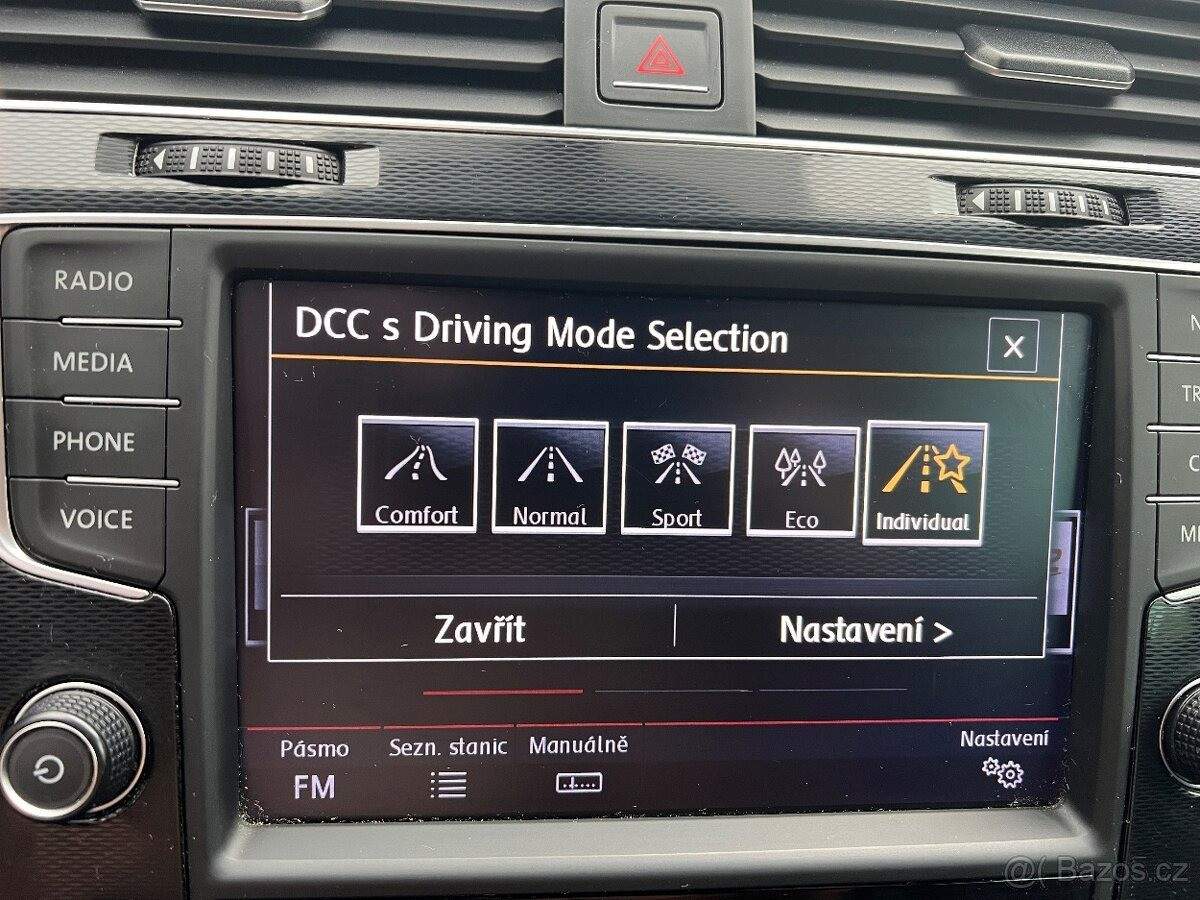 RADIO
MEDIA
PHONE
VOICE
DCC s Driving Mode Selection
X
Comfort
Normal
Sport
Eco
Individual
Zavřít
Nastavení >
Pásmo
FM
Sezn. stanic
Manuálně
Nastavení
Bazoš.cz